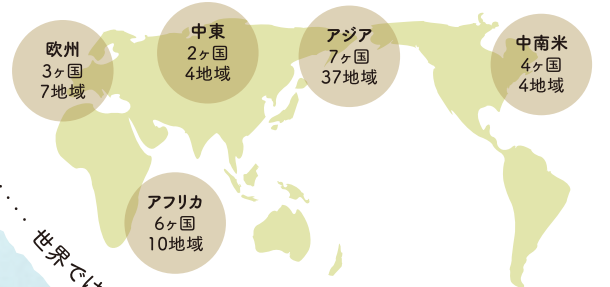 欧州
3ヶ国
7地域
中東
2ヶ国
4地域
アジア
7ヶ国
37地域
中南米
4ヶ国
4地域
アフリカ
6ヶ国
10地域
世界では